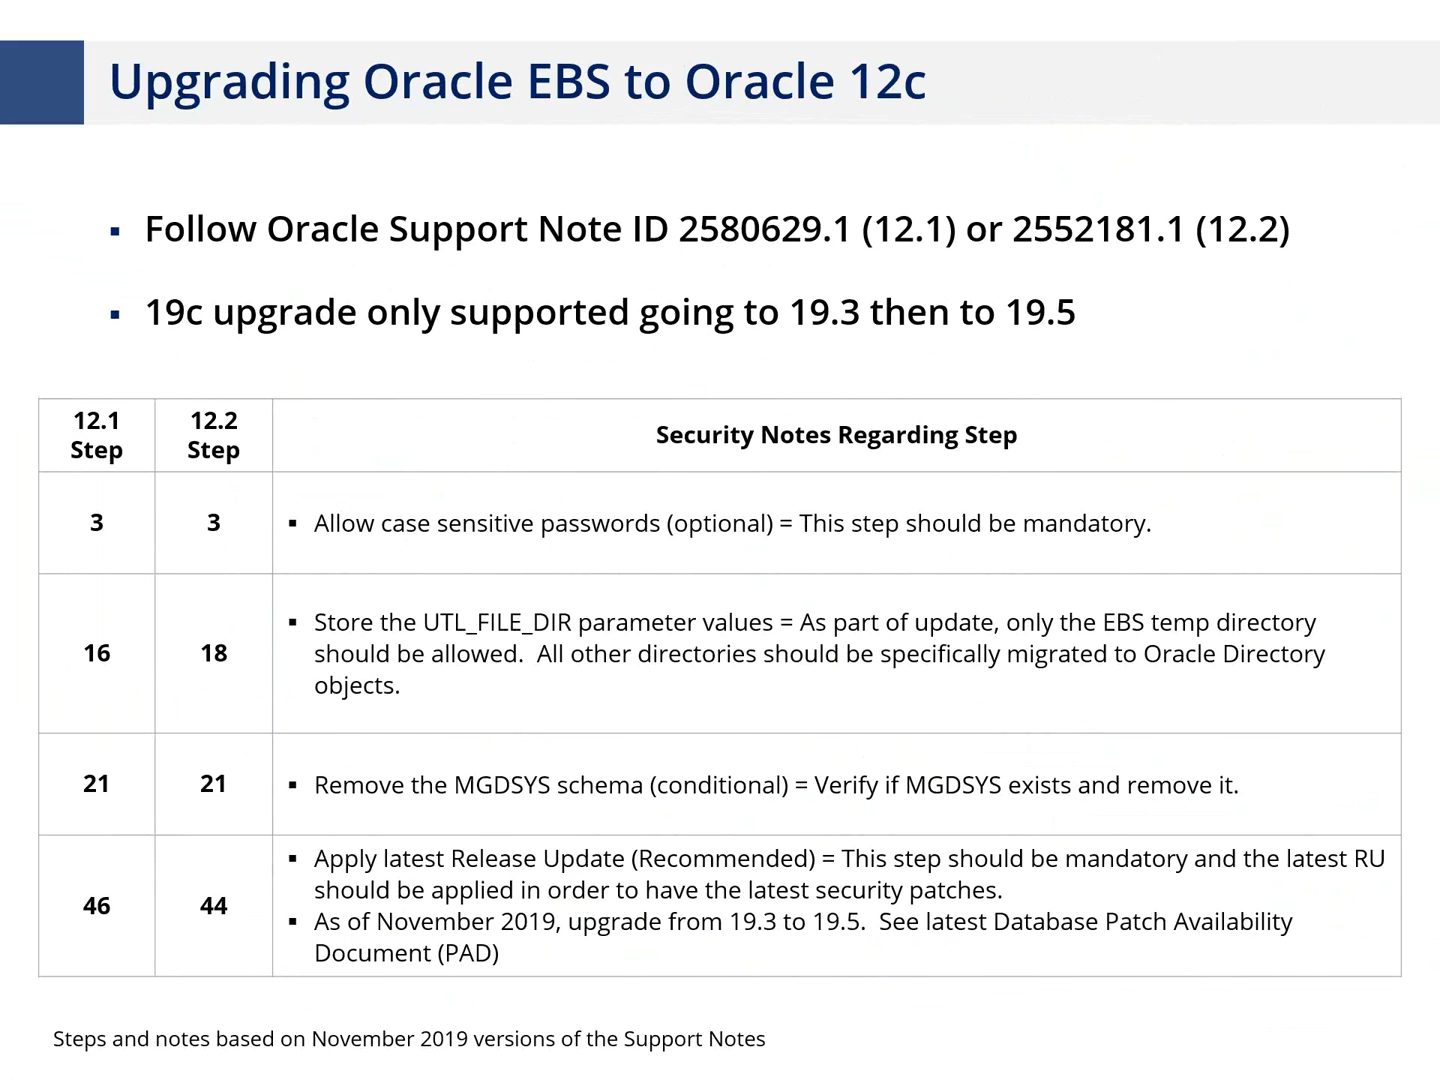 Upgrading Oracle EBS to Oracle 12c
▪ Follow Oracle Support Note ID 2580629.1 (12.1) or 2552181.1 (12.2)
▪ 19c upgrade only supported going to 19.3 then to 19.5
12.1
Step
12.2
Step
Security Notes Regarding Step
3
3
▪ Allow case sensitive passwords (optional) = This step should be mandatory.
16
18
▪ Store the UTL_FILE_DIR parameter values = As part of update, only the EBS temp directory
should be allowed.  All other directories should be specifically migrated to Oracle Directory
objects.
21
21
▪ Remove the MGDSYS schema (conditional) = Verify if MGDSYS exists and remove it.
46
44
▪ Apply latest Release Update (Recommended) = This step should be mandatory and the latest RU
should be applied in order to have the latest security patches.
▪ As of November 2019, upgrade from 19.3 to 19.5.  See latest Database Patch Availability
Document (PAD)
Steps and notes based on November 2019 versions of the Support Notes